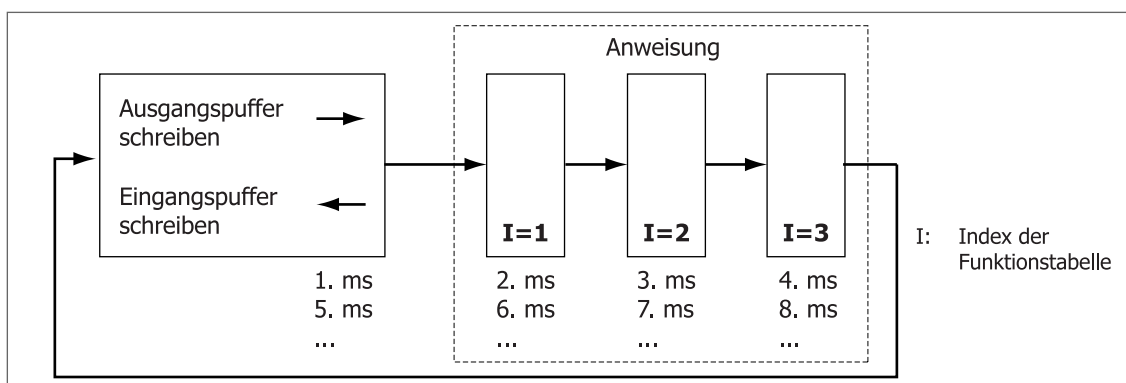 Anweisung
Ausgangspuffer
schreiben
Eingangspuffer
schreiben
I=1
I=2
I=3
I: Index der
Funktionstabelle
1. ms
5. ms
...
2. ms
6. ms
...
3. ms
7. ms
...
4. ms
8. ms
...